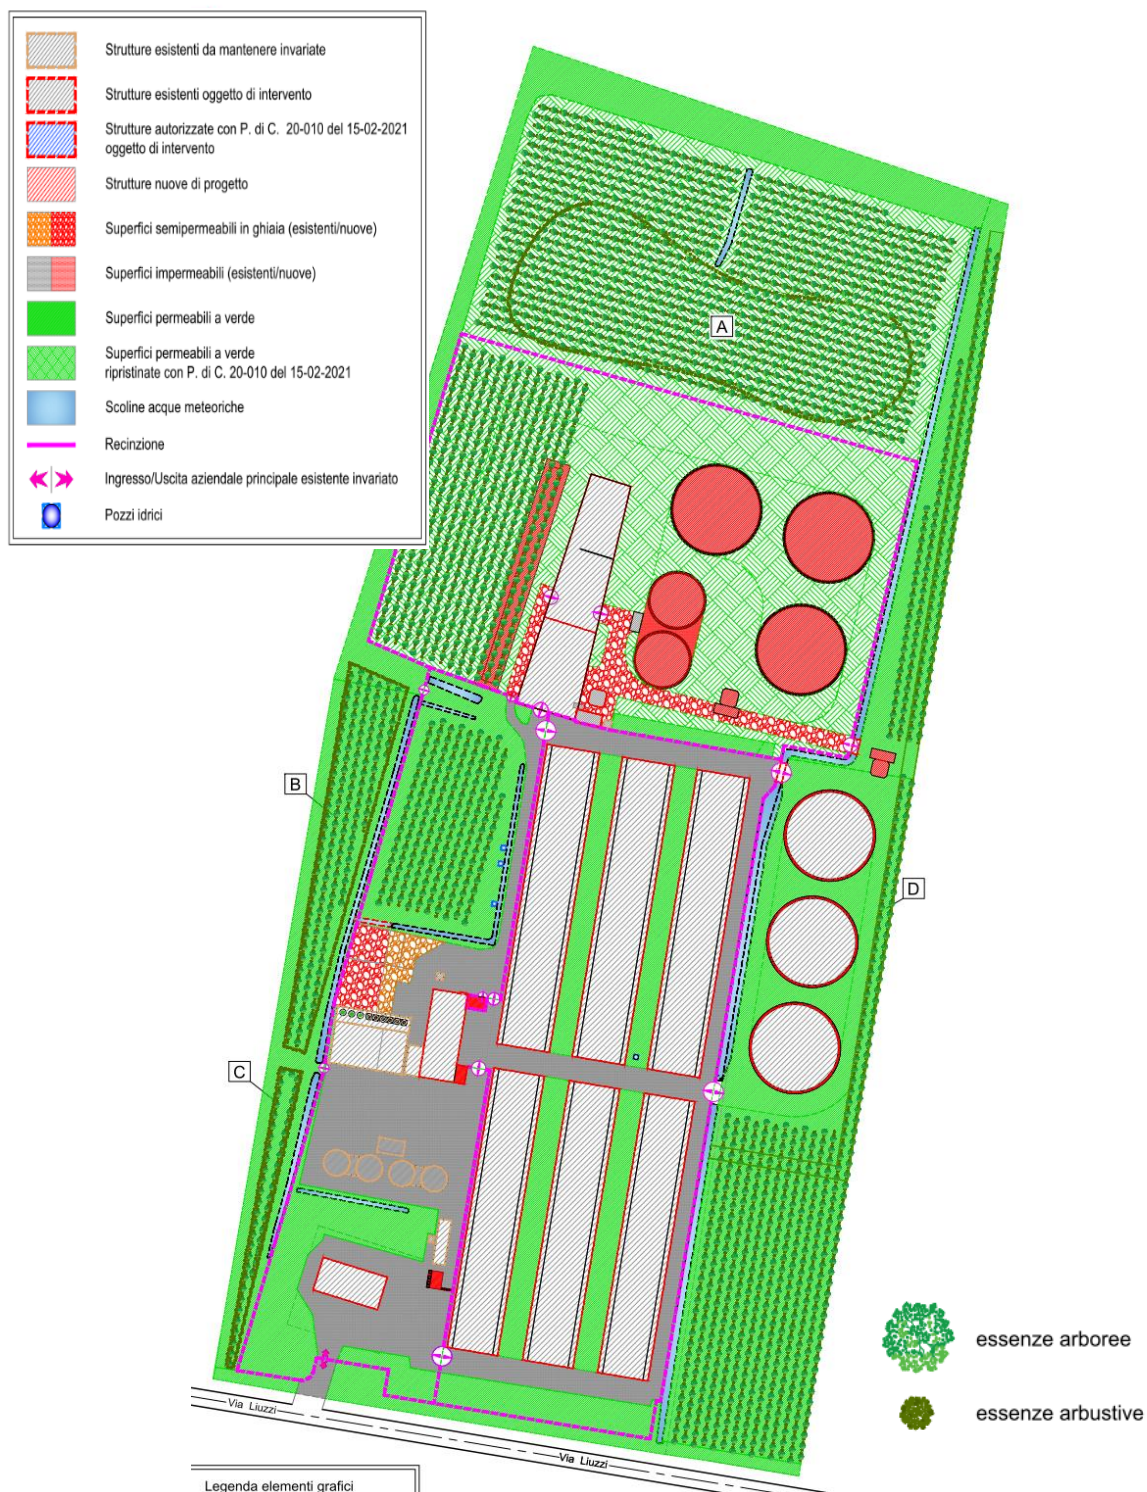 Strutture esistenti da mantenere invariate
Strutture esistenti oggetto di intervento
Strutture autorizzate con P. di C. 20-010 del 15-02-2021
oggetto di intervento
Strutture nuove di progetto
Superfici semipermeabili in ghiaia (esistenti/nuove)
Superfici impermeabili (esistenti/nuove)
Superfici permeabili a verde
Superfici permeabili a verde
ripristinate con P. di C. 20-010 del 15-02-2021
Scoline acque meteoriche
Recinzione
Ingresso/Uscita aziendale principale esistente invariato
Pozzi idrici
A
B
D
C
essenze arboree
essenze arbustive
Via Liuzzi
Via Liuzzi
Legenda elementi grafici